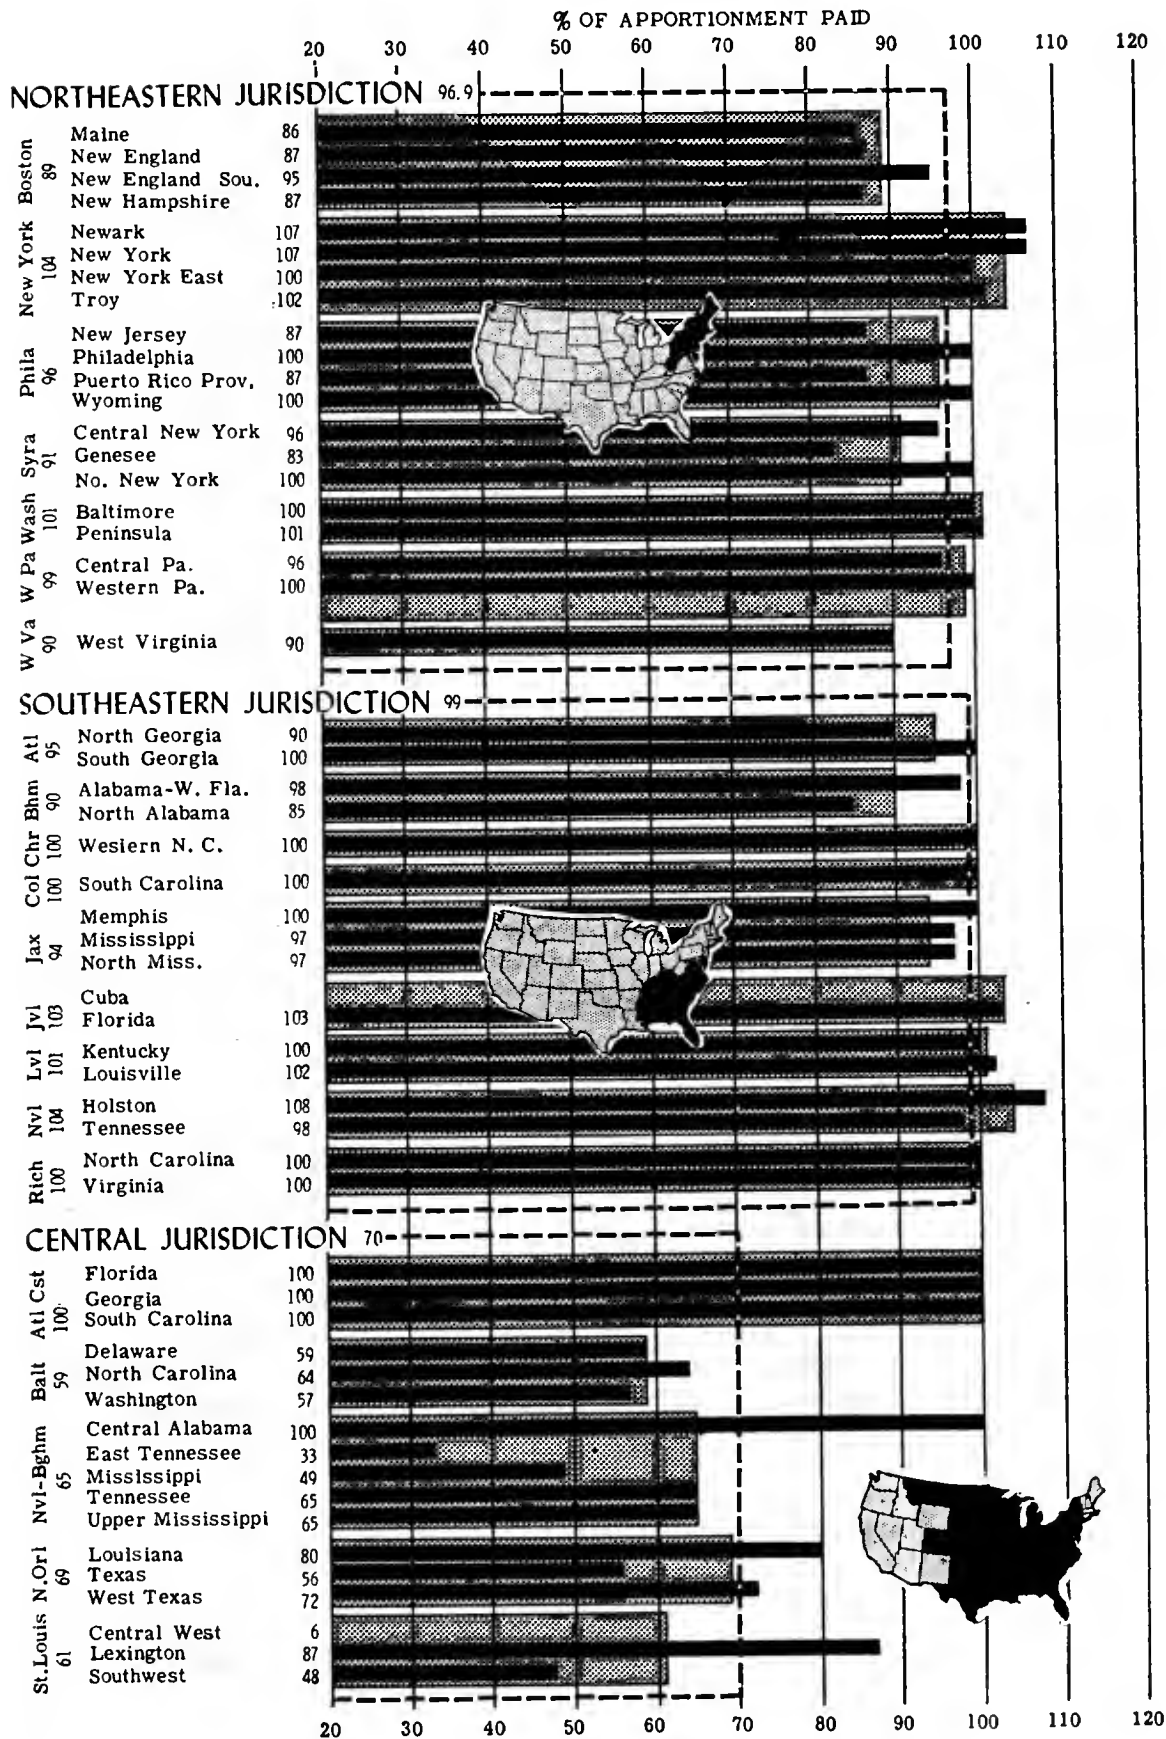 % OF APPORTIONMENT PAID
20 30 40 50 60 70 80 90 100 110 120
NORTHEASTERN JURISDICTION 96.9
Boston 89
Maine 86
New England 87
New England Sou. 95
New Hampshire 87
New York 104
Newark 107
New York 107
New York East 100
Troy 102
Phila 96
New Jersey 87
Philadelphia 100
Puerto Rico Prov. 87
Wyoming 100
Syra 91
Central New York 96
Genesee 83
No. New York 100
Wash 101
Baltimore 100
Peninsula 101
W Pa 99
Central Pa. 96
Western Pa. 100
W Va 90
West Virginia 90
SOUTHEASTERN JURISDICTION 99
Atl 95
North Georgia 90
South Georgia 100
Bhm 90
Alabama-W. Fla. 98
North Alabama 85
Chr 100
Western N. C. 100
Col 100
South Carolina 100
Jax 94
Memphis 100
Mississippi 97
North Miss. 97
Jvl 103
Cuba
Florida 103
Lvl 101
Kentucky 100
Louisville 102
Nvl 104
Holston 108
Tennessee 98
Rich 100
North Carolina 100
Virginia 100
CENTRAL JURISDICTION 70
Atl Cst 100
Florida 100
Georgia 100
South Carolina 100
Balt 59
Delaware 59
North Carolina 64
Washington 57
Nvl-Bghm 65
Central Alabama 100
East Tennessee 33
Mississippi 49
Tennessee 65
Upper Mississippi 65
N.Orl 69
Louisiana 80
Texas 56
West Texas 72
St.Louis 61
Central West 6
Lexington 87
Southwest 48
20 30 40 50 60 70 80 90 100 110 120